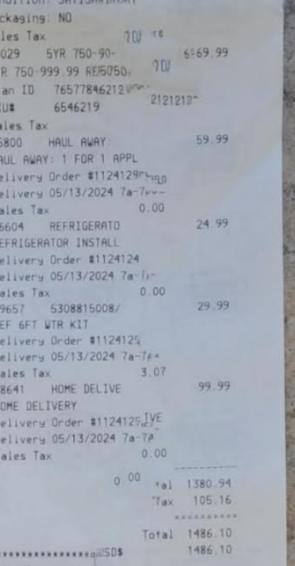 ckaging: NO
les Tax
029 5YR 750-90-
R 750-999.99
an ID 76577846212
U# 6546219 2121212
ales Tax
6800 HAUL AWAY 59.99
AUL AWAY: 1 FOR 1 APPL
elivery Order #1124129
elivery 05/13/2024 7a-7
ales Tax 0.00
6604 REFRIGERATO 24.99
EFRIGERATOR INSTALL
elivery Order #1124124
elivery 05/13/2024 7a-7
ales Tax 0.00
9657 5308815008/ 29.99
EF 6FT WTR KIT
elivery Order #1124125
elivery 05/13/2024 7a-7
ales Tax 3.07
8641 HOME DELIVE 99.99
OME DELIVERY
elivery Order #1124125
elivery 05/13/2024 7a-7
ales Tax 0.00
0.00
tal 1380.94
Tax 105.16
Total 1486.10
USD$ 1486.10